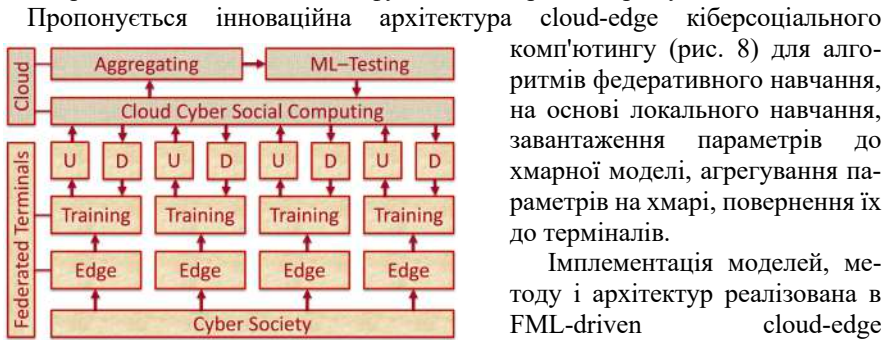 Пропонується інноваційна архітектура cloud-edge кіберсоціального
комп'ютингу (рис. 8) для алго-
ритмів федеративного навчання,
на основі локального навчання,
завантаження параметрів до
хмарної моделі, агрегування па-
раметрів на хмарі, повернення їх
до терміналів.
Імплементація моделей, ме-
тоду і архітектур реалізована в
FML-driven cloud-edge
Cloud
Aggregating
ML–Testing
Cloud Cyber Social Computing
Federated Terminals
U D U D U D U D
Training Training Training Training
Edge Edge Edge Edge
Cyber Society